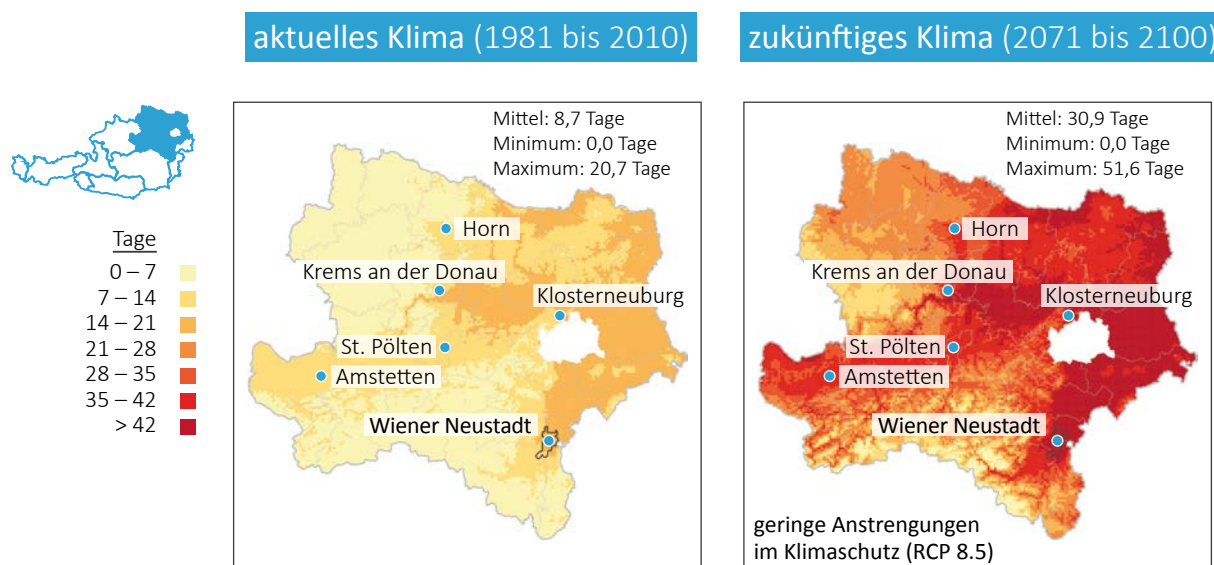 aktuelles Klima (1981 bis 2010)
zukünftiges Klima (2071 bis 2100)
Tage
0 – 7
7 – 14
14 – 21
21 – 28
28 – 35
35 – 42
> 42
Mittel: 8,7 Tage
Minimum: 0,0 Tage
Maximum: 20,7 Tage
Horn
Krems an der Donau
Klosterneuburg
St. Pölten
Amstetten
Wiener Neustadt
Mittel: 30,9 Tage
Minimum: 0,0 Tage
Maximum: 51,6 Tage
Horn
Krems an der Donau
Klosterneuburg
St. Pölten
Amstetten
Wiener Neustadt
geringe Anstrengungen
im Klimaschutz (RCP 8.5)